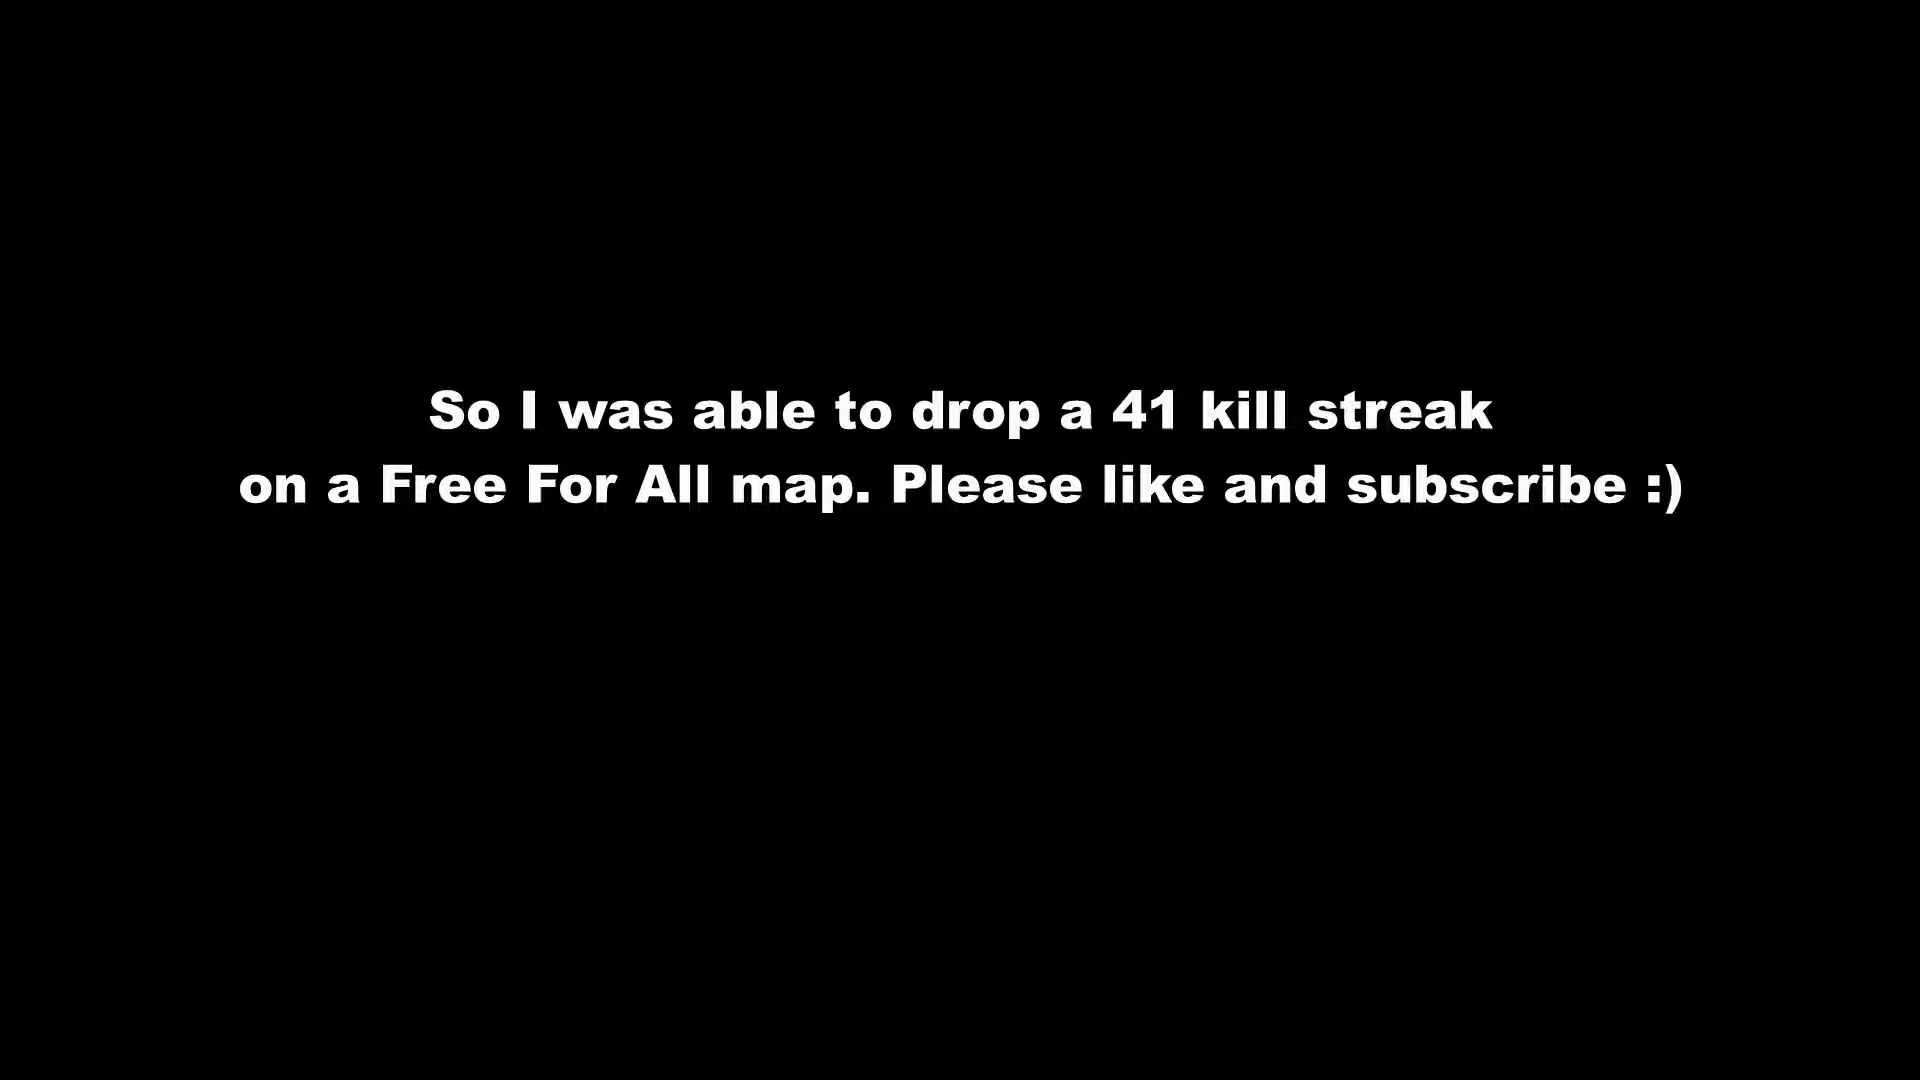 So I was able to drop a 41 kill streak
on a Free For All map. Please like and subscribe :)